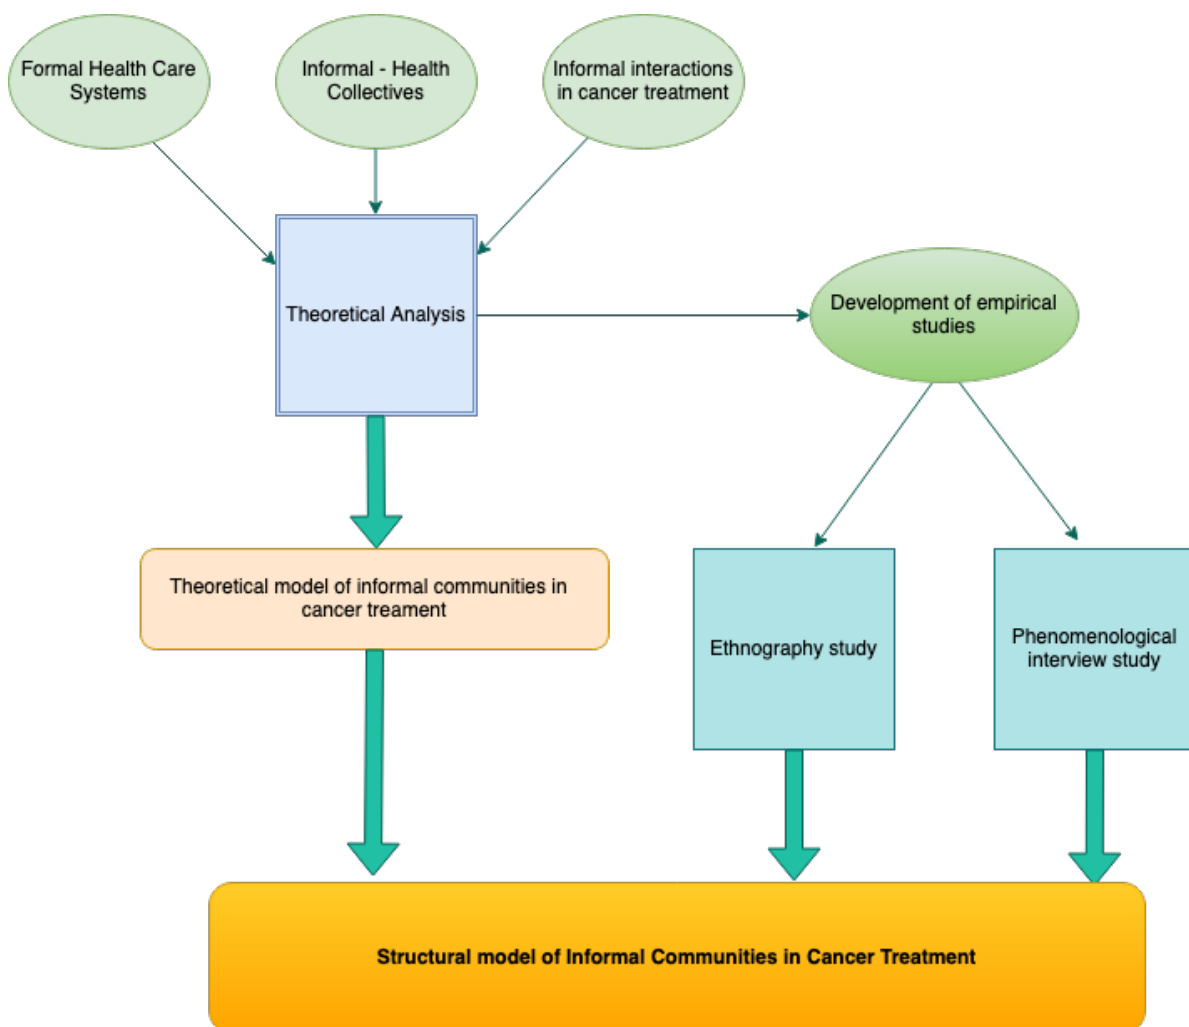 Formal Health Care
Systems
Informal - Health
Collectives
Informal interactions
in cancer treatment
Theoretical Analysis
Development of empirical
studies
Theoretical model of informal communities in
cancer treament
Ethnography study
Phenomenological
interview study
Structural model of Informal Communities in Cancer Treatment